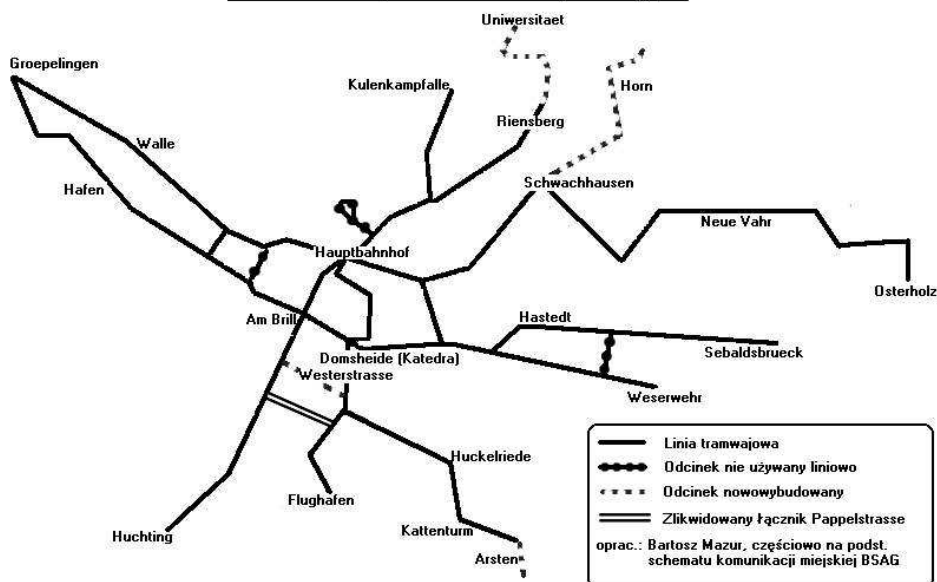 Uniwersitaet
Groepelingen
Kulenkampfalle
Horn
Riensberg
Walle
Hafen
Schwachhausen
Neue Vahr
Hauptbahnhof
Osterholz
Am Brill
Hastedt
Domsheide (Katedra)
Sebaldsbrueck
Westerstrasse
Weserwehr
Huckelriede
Flughafen
Huchting
Kattenturm
Arsten
Linia tramwajowa
Odcinek nie używany liniowo
Odcinek nowowybudowany
Zlikwidowany łącznik Pappelstrasse
oprac.: Bartosz Mazur, częściowo na podst.
schematu komunikacji miejskiej BSAG